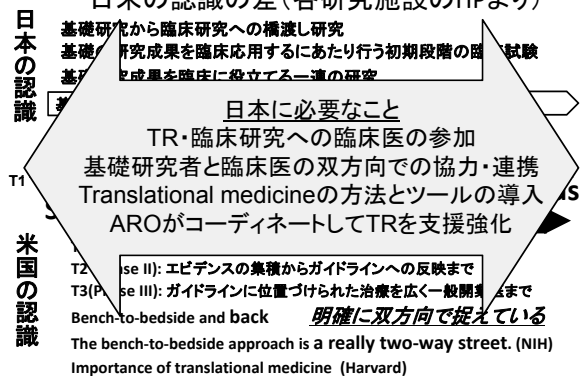 日米の認識の差(各研究施設のHPより)
日本の認識
基礎研究から臨床研究への橋渡し研究
基礎の研究成果を臨床応用するにあたり行う初期段階の臨 試験
基 究成果を臨床に役立てる一連の研究
日本に必要なこと
TR・臨床研究への臨床医の参加
基礎研究者と臨床医の双方向での協力・連携
Translational medicineの方法とツールの導入
AROがコーディネートしてTRを支援強化
T1
us
米国の認識
T2 se II): エビデンスの集積からガイドラインへの反映まで
T3(P se III): ガイドラインに位置づけられた治療を広く一般開業 まで
Bench-to-bedside and back 明確に双方向で捉えている
The bench-to-bedside approach is a really two-way street. (NIH)
Importance of translational medicine (Harvard)